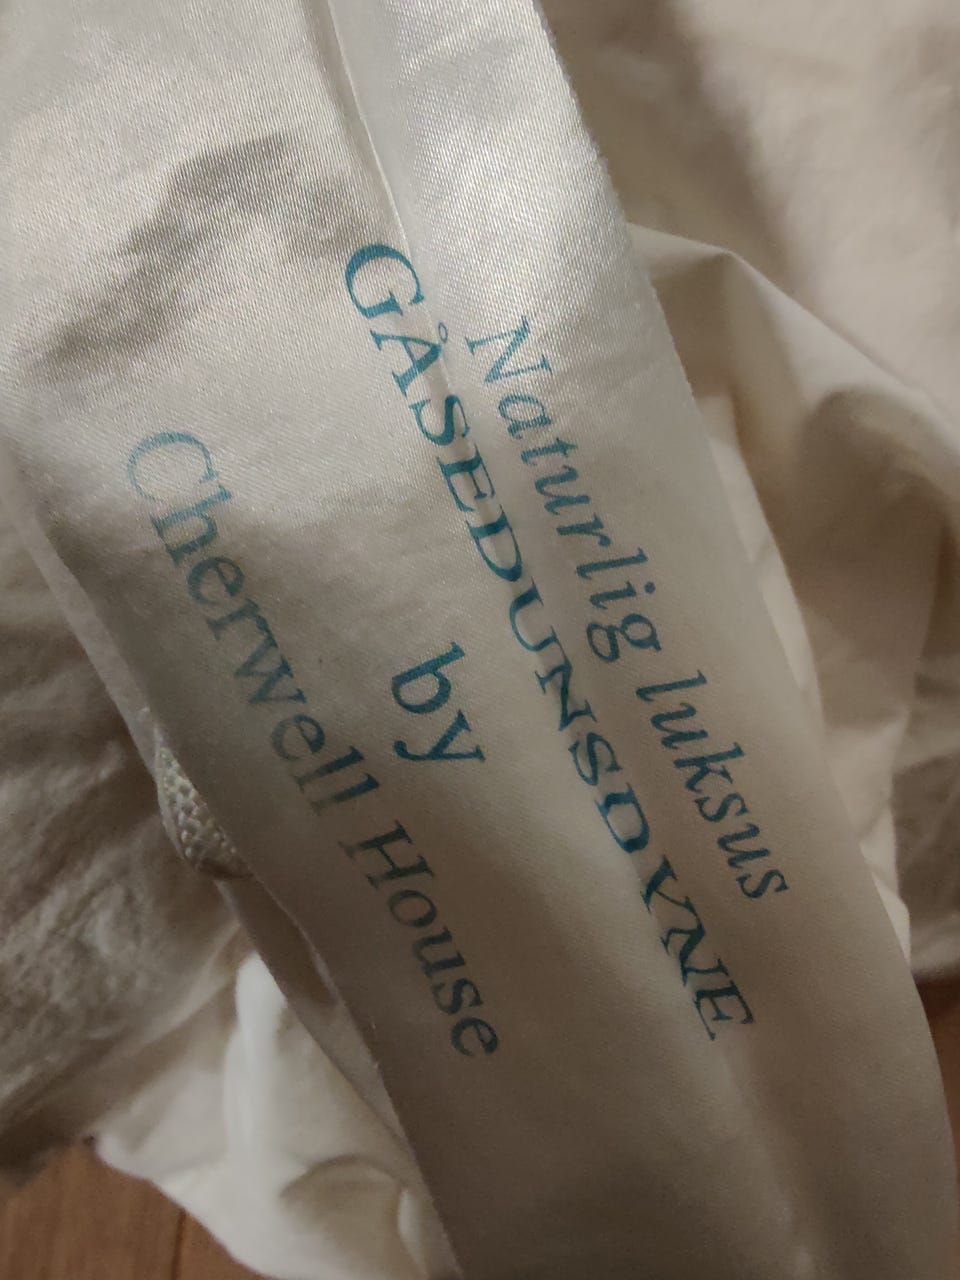 Naturlig luksus
GÅSEDUNSDYNE
by
Cherwell House